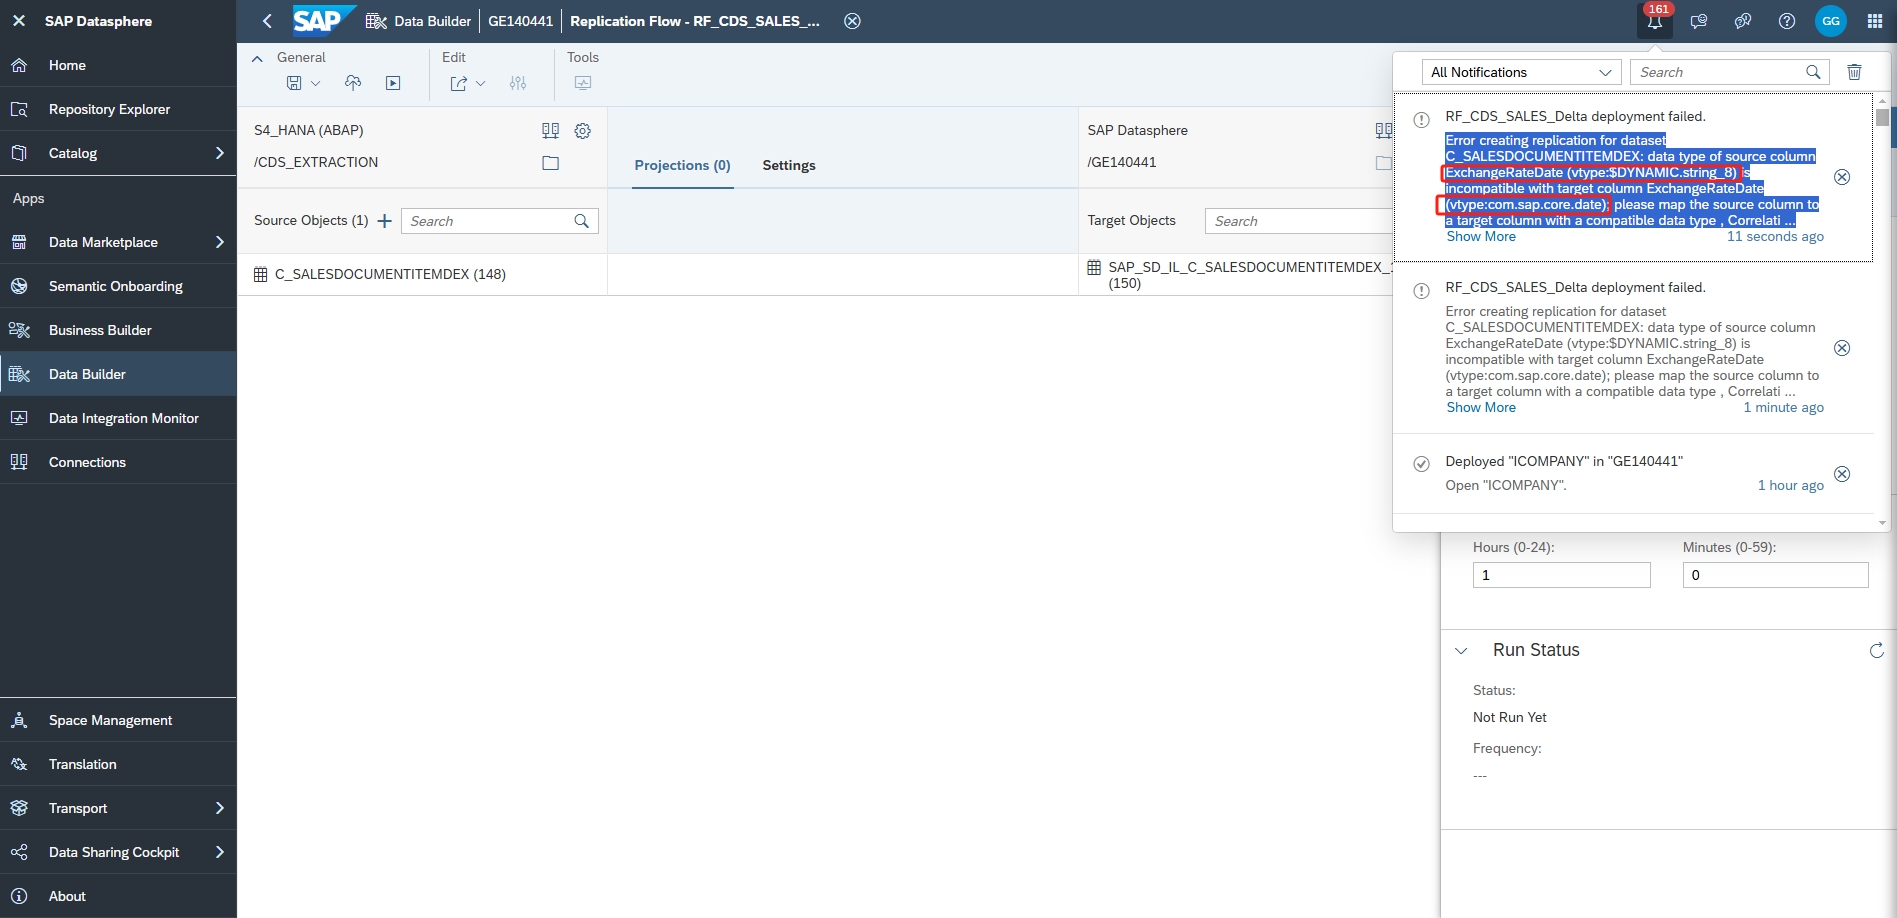 SAP Datasphere
Home
Repository Explorer
Catalog
Apps
Data Marketplace
Semantic Onboarding
Business Builder
Data Builder
Data Integration Monitor
Connections
Space Management
Translation
Transport
Data Sharing Cockpit
About
SAP
Data Builder
GE140441
Replication Flow - RF_CDS_SALES_...
161
GG
General
Edit
Tools
S4_HANA (ABAP)
/CDS_EXTRACTION
Projections (0)
Settings
SAP Datasphere
/GE140441
Source Objects (1)
Search
Target Objects
Search
C_SALESDOCUMENTITEMDEX (148)
SAP_SD_IL_C_SALESDOCUMENTITEMDEX_
(150)
All Notifications
Search
RF_CDS_SALES_Delta deployment failed.
Error creating replication for dataset
C_SALESDOCUMENTITEMDEX: data type of source column
ExchangeRateDate (vtype:$DYNAMIC.string_8) is
incompatible with target column ExchangeRateDate
(vtype:com.sap.core.date); please map the source column to
a target column with a compatible data type , Correlati ...
Show More
11 seconds ago
RF_CDS_SALES_Delta deployment failed.
Error creating replication for dataset
C_SALESDOCUMENTITEMDEX: data type of source column
ExchangeRateDate (vtype:$DYNAMIC.string_8) is
incompatible with target column ExchangeRateDate
(vtype:com.sap.core.date); please map the source column to
a target column with a compatible data type , Correlati ...
Show More
1 minute ago
Deployed "ICOMPANY" in "GE140441"
Open "ICOMPANY".
1 hour ago
Hours (0-24):
Minutes (0-59):
1
0
Run Status
Status:
Not Run Yet
Frequency:
---